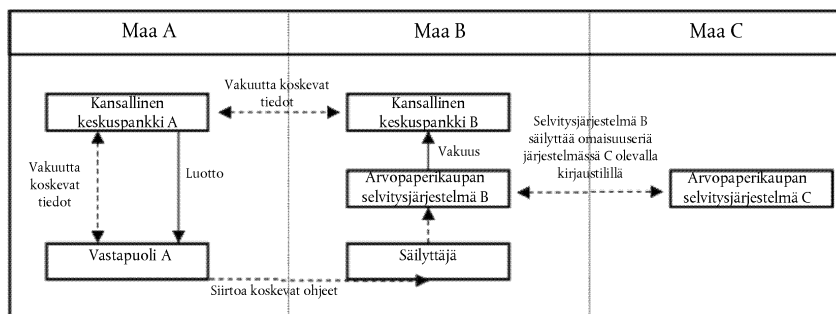 Maa A
Maa B
Maa C
Kansallinen
keskuspankki A
Vakuutta koskevat
tiedot
Kansallinen
keskuspankki B
Selvitysjärjestelmä B
säilyttää omaisuuseriä
järjestelmässä C olevalla
kirjaustilillä
Vakuutta
koskevat
tiedot
Luotto
Vakuus
Arvopaperikaupan
selvitysjärjestelmä B
Arvopaperikaupan
selvitysjärjestelmä C
Vastapuoli A
Säilyttäjä
Siirtoa koskevat ohjeet